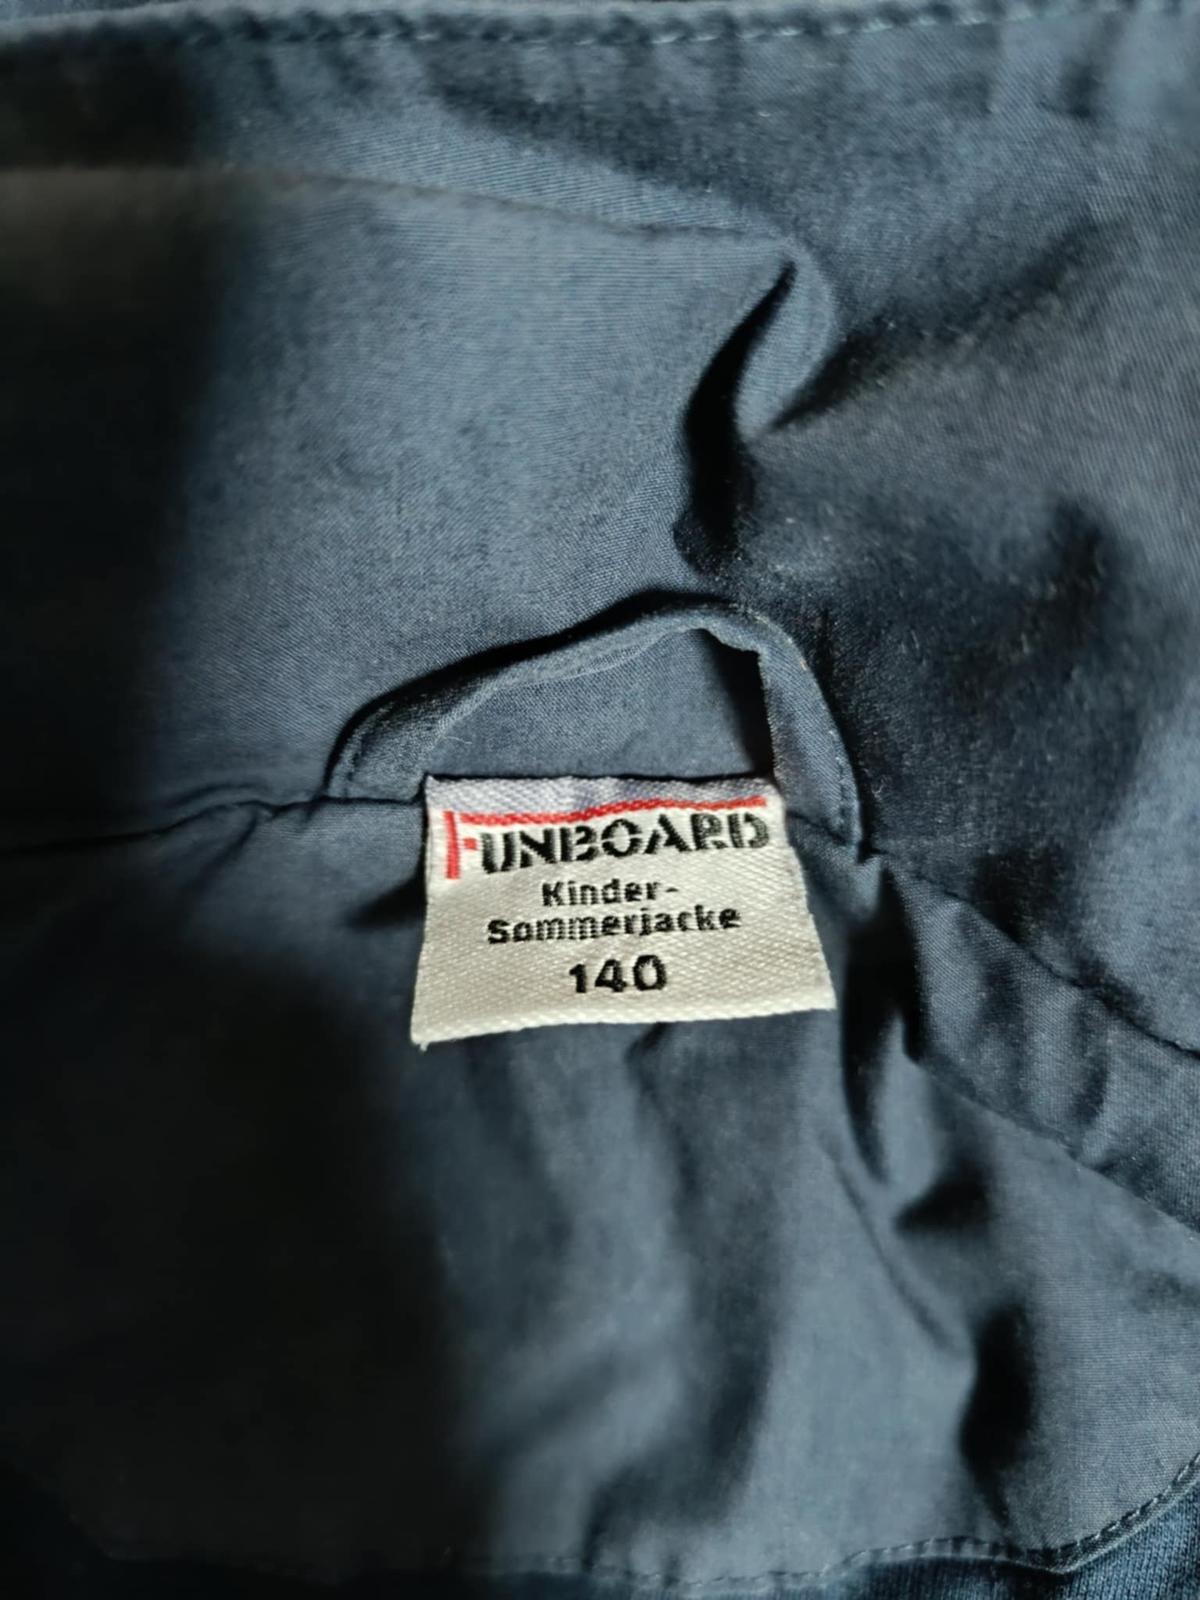 FUNBOARD
Kinder-
Sommerjacke
140